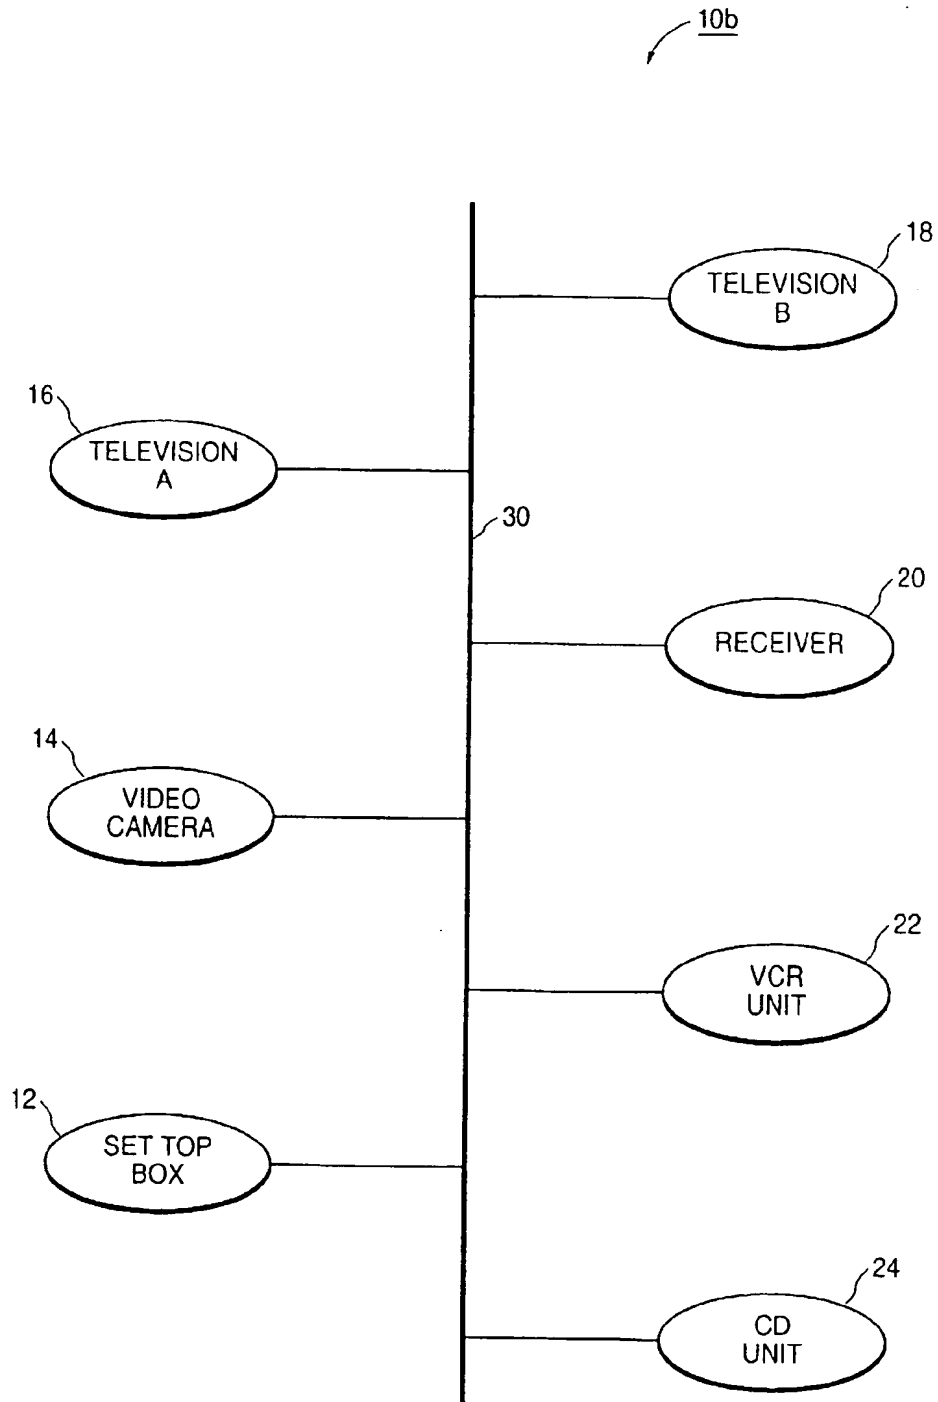 10b
18
TELEVISION
B
16
TELEVISION
A
30
20
RECEIVER
14
VIDEO
CAMERA
22
VCR
UNIT
12
SET TOP
BOX
24
CD
UNIT